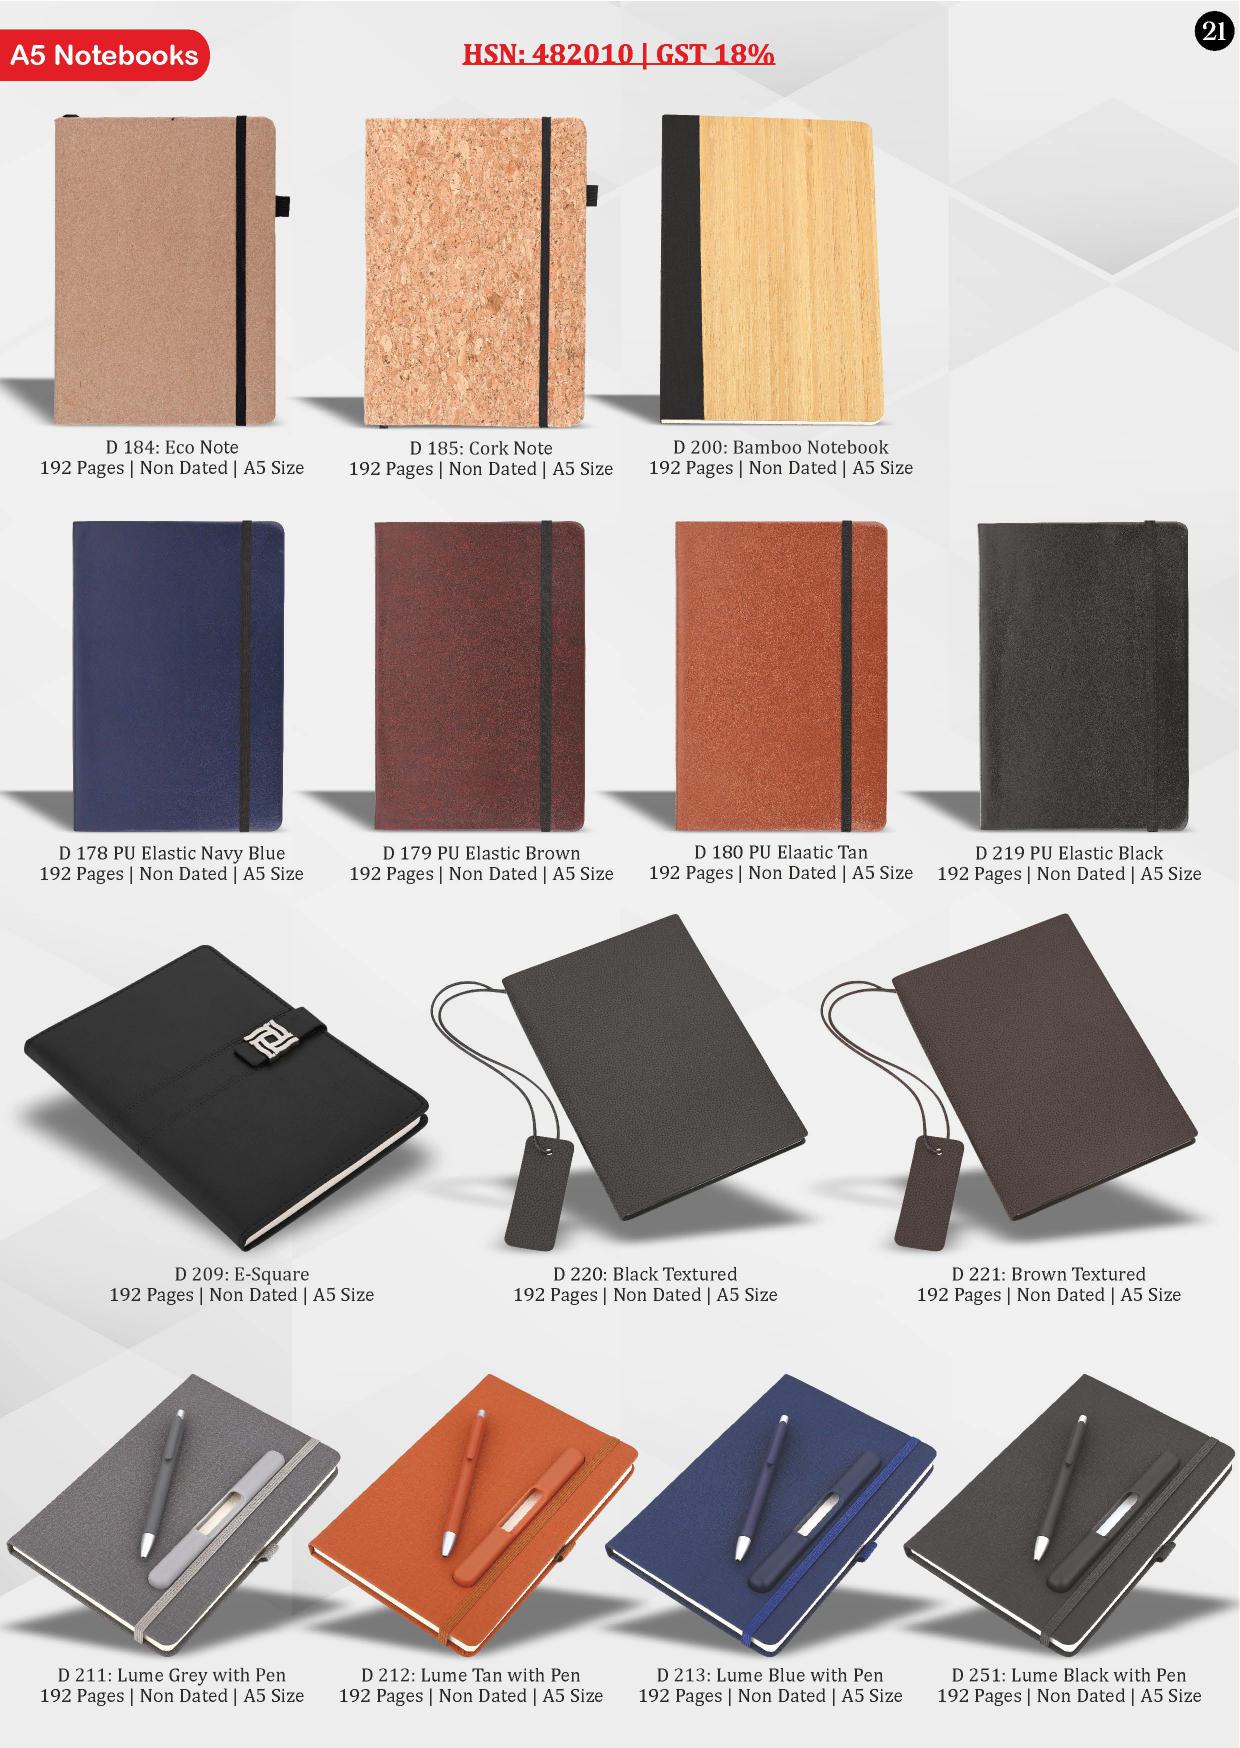 A5 Notebooks
HSN: 482010 | GST 18%
21
D 184: Eco Note
192 Pages | Non Dated | A5 Size
D 185: Cork Note
192 Pages | Non Dated | A5 Size
D 200: Bamboo Notebook
192 Pages | Non Dated | A5 Size
D 178 PU Elastic Navy Blue
192 Pages | Non Dated | A5 Size
D 179 PU Elastic Brown
192 Pages | Non Dated | A5 Size
D 180 PU Elaatic Tan
192 Pages | Non Dated | A5 Size
D 219 PU Elastic Black
192 Pages | Non Dated | A5 Size
D 209: E-Square
192 Pages | Non Dated | A5 Size
D 220: Black Textured
192 Pages | Non Dated | A5 Size
D 221: Brown Textured
192 Pages | Non Dated | A5 Size
D 211: Lume Grey with Pen
192 Pages | Non Dated | A5 Size
D 212: Lume Tan with Pen
192 Pages | Non Dated | A5 Size
D 213: Lume Blue with Pen
192 Pages | Non Dated | A5 Size
D 251: Lume Black with Pen
192 Pages | Non Dated | A5 Size